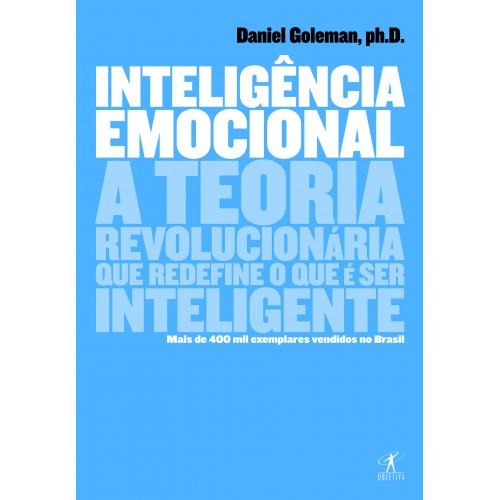 Daniel Goleman, ph.D.
INTELIGÊNCIA
EMOCIONAL
A TEORIA
REVOLUCIONÁRIA
QUE REDEFINE O QUE É SER
INTELIGENTE
Mais de 400 mil exemplares vendidos no Brasil
OBJETIVA